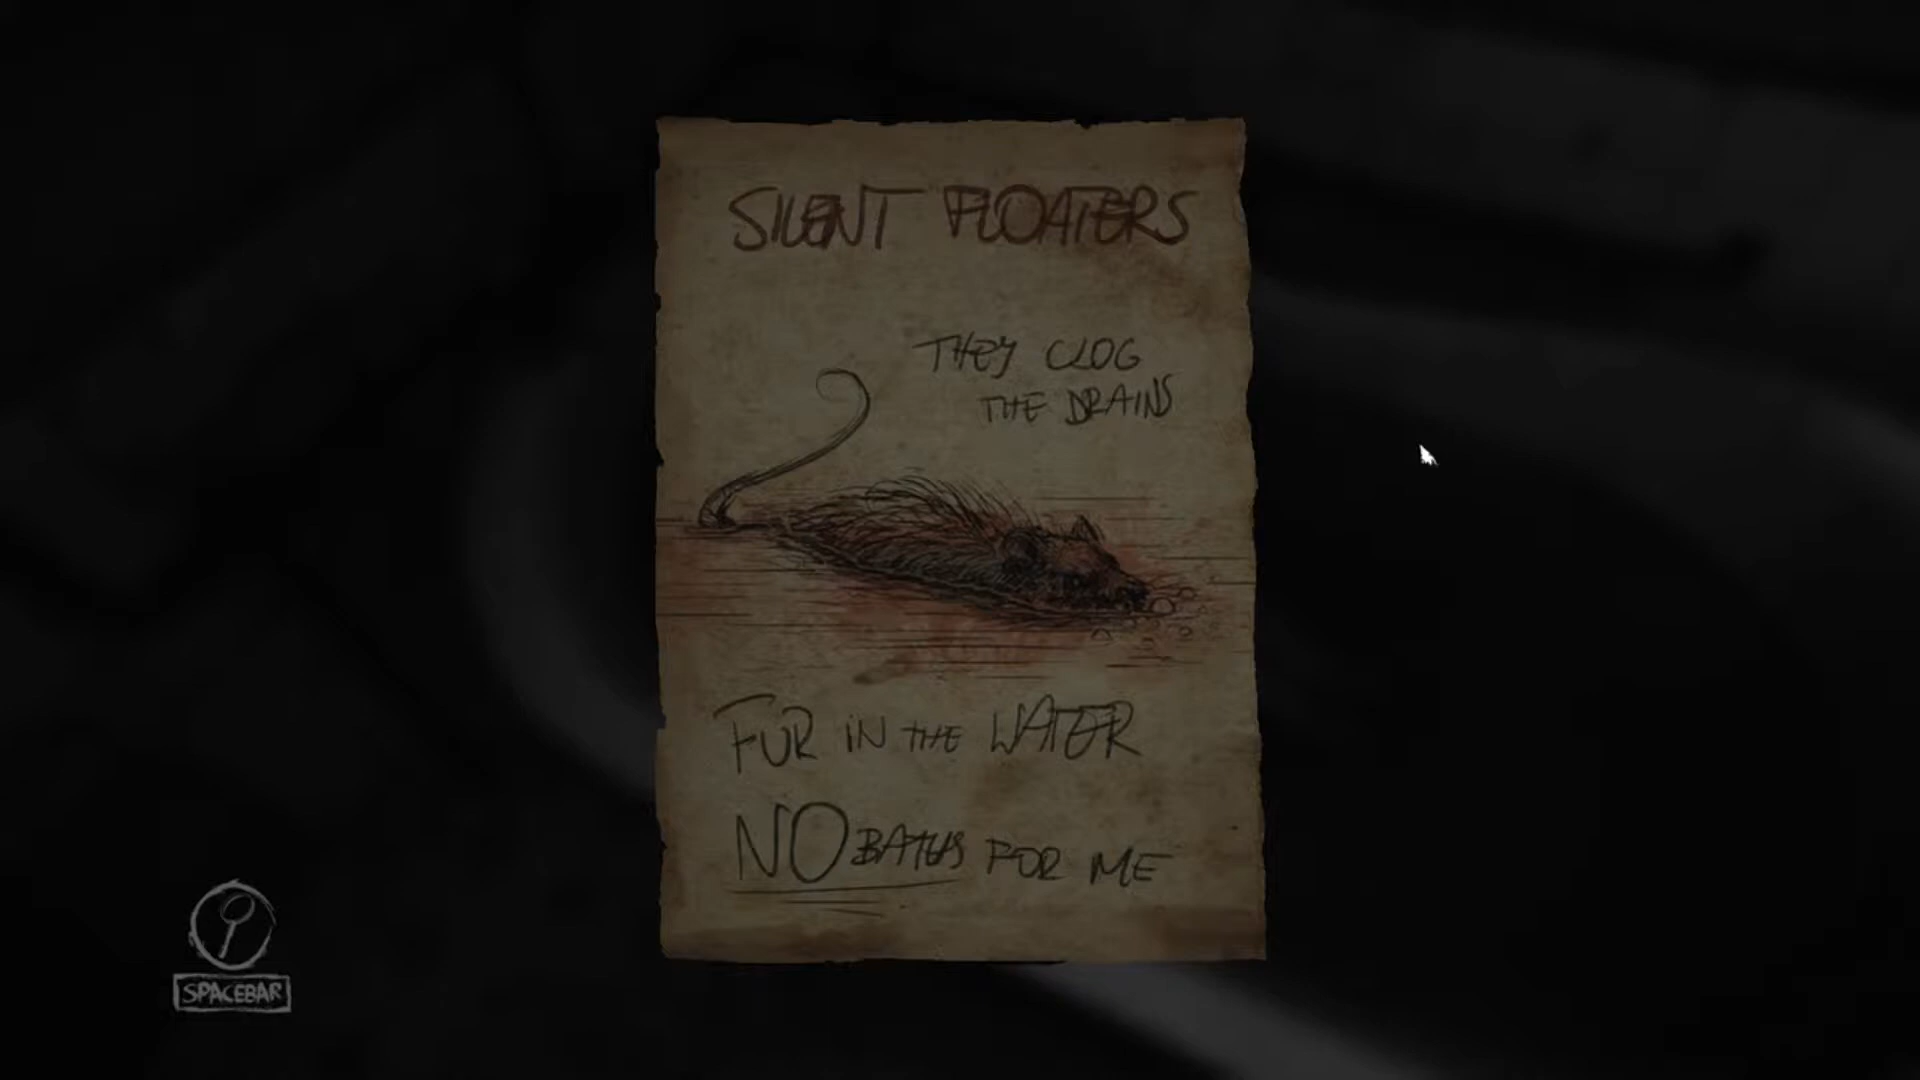 SILENT FLOATERS
THEY CLOG
THE DRAINS
FUR IN THE WATER
NO BATHS FOR ME
SPACEBAR